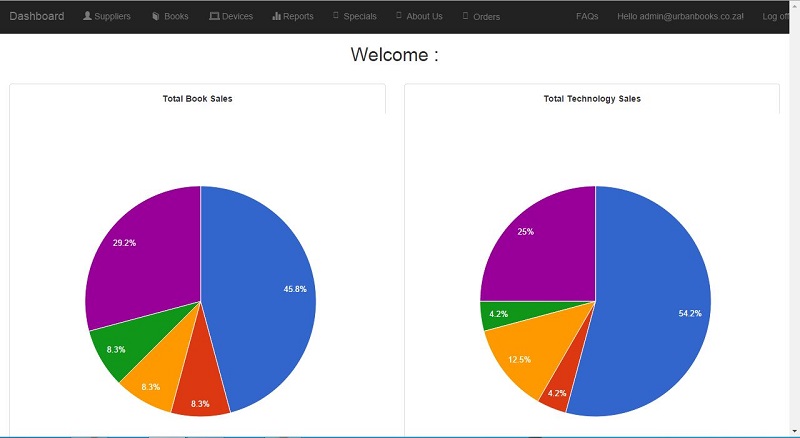 Dashboard Suppliers Books Devices Reports Specials About Us Orders FAQs Hello admin@urbanbooks.co.za! Log off
Welcome :
Total Book Sales
Total Technology Sales
29.2%
45.8%
8.3%
8.3%
8.3%
25%
54.2%
4.2%
12.5%
4.2%